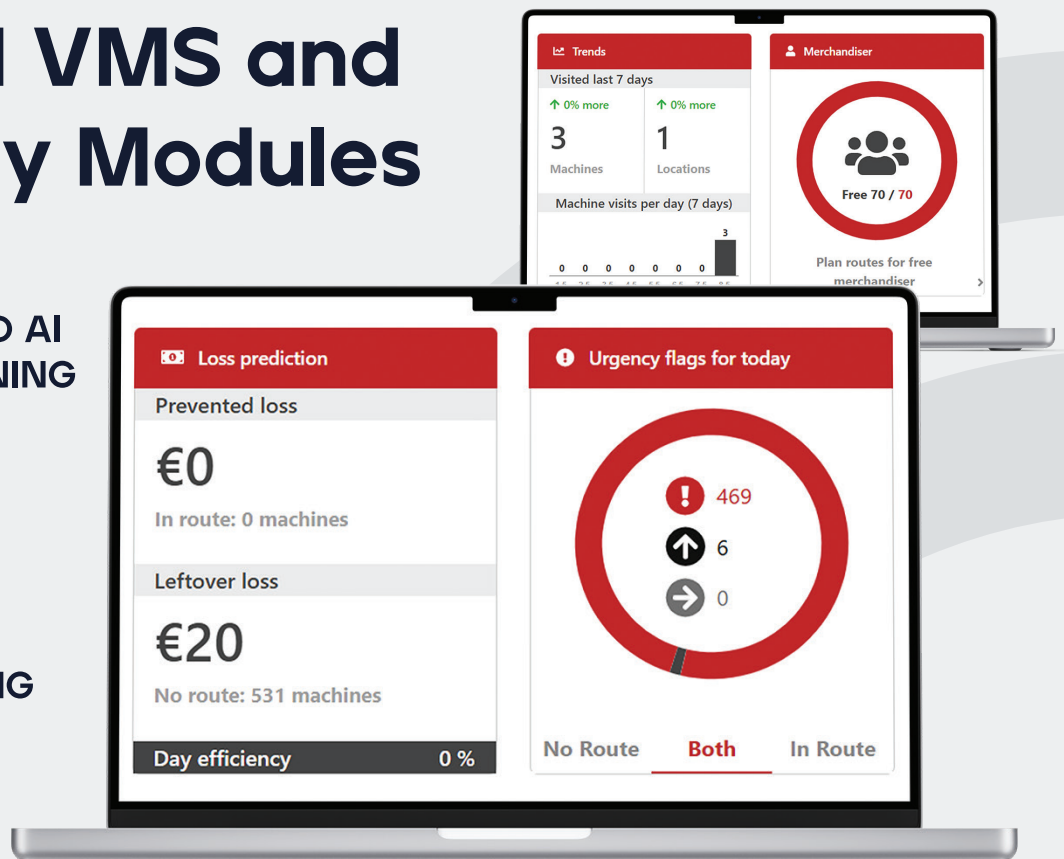 VMS and
y Modules
AI
Trends
Visited last 7 days
0% more
0% more
3
1
Machines
Locations
Machine visits per day (7 days)
3
0 0 0 0 0 0 0
Merchandiser
Free 70 / 70
Plan routes for free
merchandiser
Loss prediction
Prevented loss
€0
In route: 0 machines
Leftover loss
€20
No route: 531 machines
Day efficiency 0 %
Urgency flags for today
469
6
0
No Route Both In Route